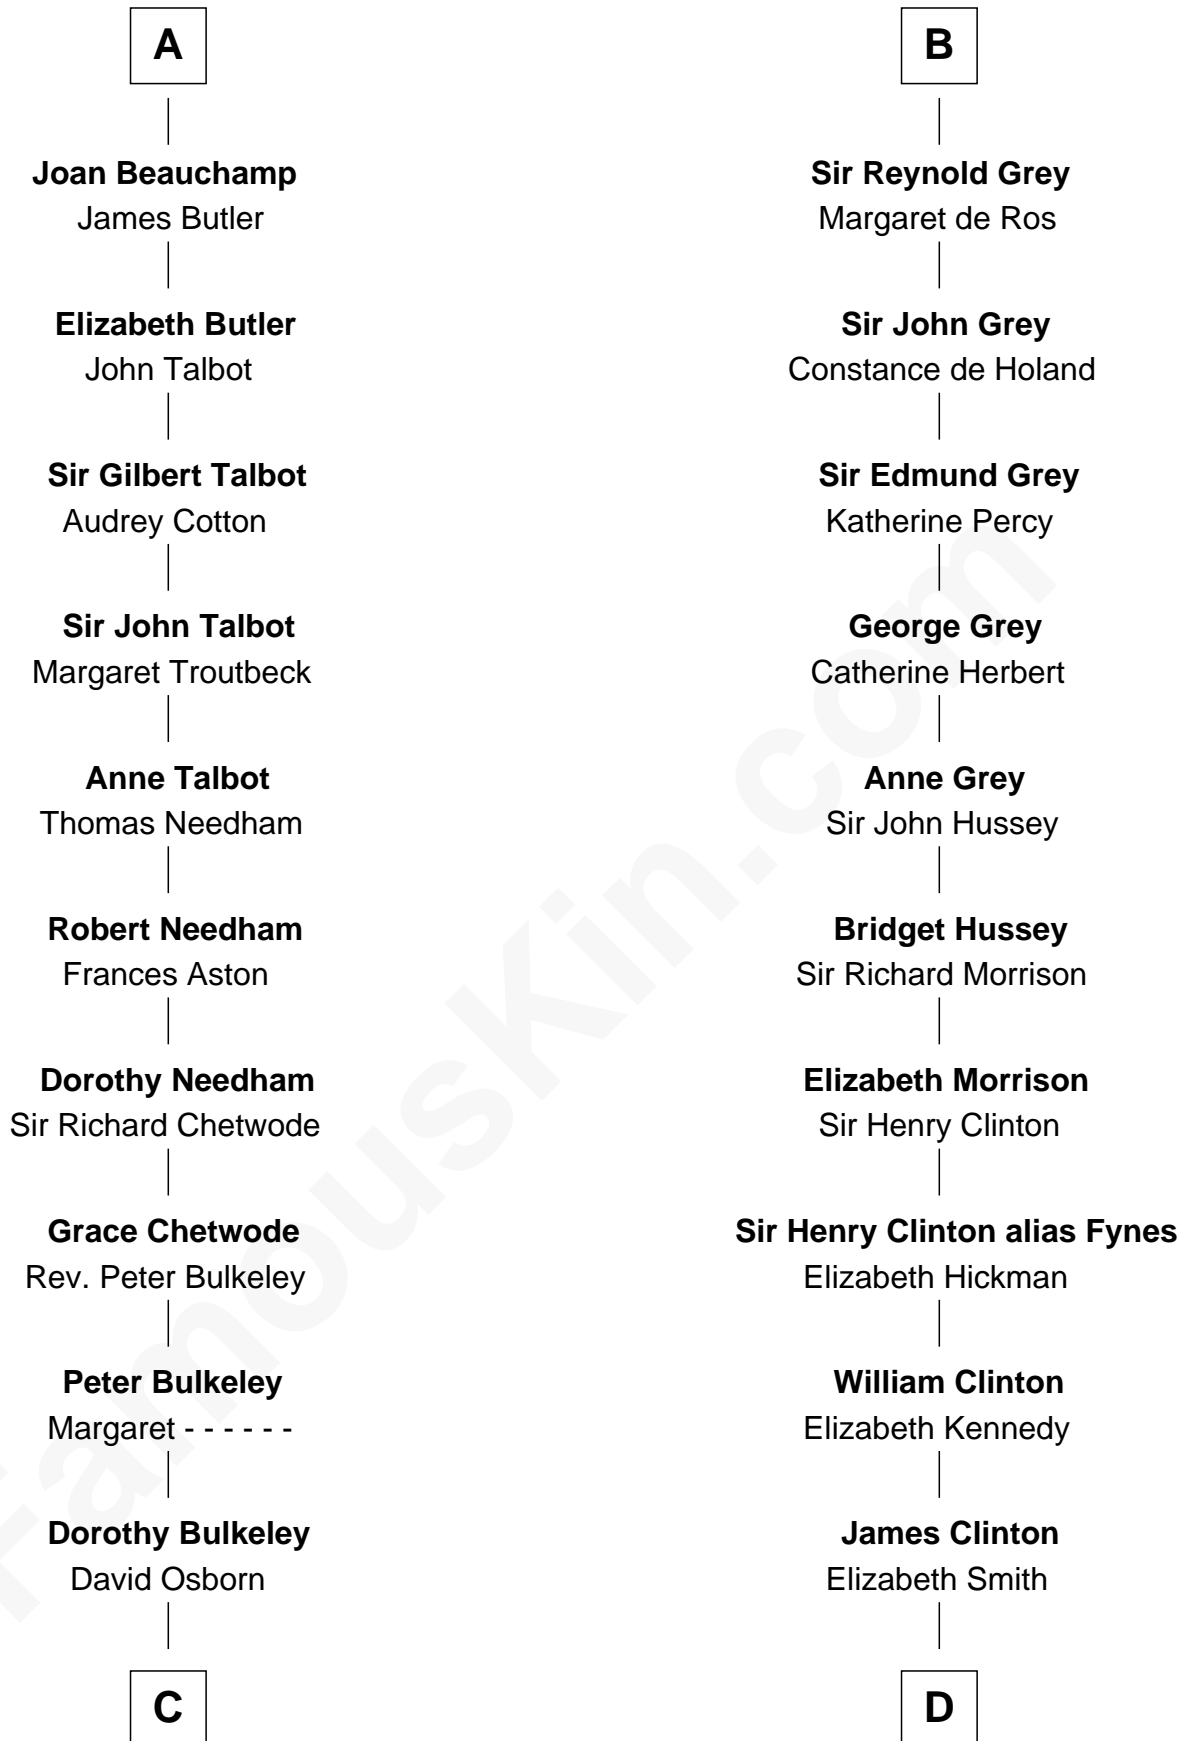 A
Joan Beauchamp
James Butler
Elizabeth Butler
John Talbot
Sir Gilbert Talbot
Audrey Cotton
Sir John Talbot
Margaret Troutbeck
Anne Talbot
Thomas Needham
Robert Needham
Frances Aston
Dorothy Needham
Sir Richard Chetwode
Grace Chetwode
Rev. Peter Bulkeley
Peter Bulkeley
Margaret - - - - - -
Dorothy Bulkeley
David Osborn
C
B
Sir Reynold Grey
Margaret de Ros
Sir John Grey
Constance de Holand
Sir Edmund Grey
Katherine Percy
George Grey
Catherine Herbert
Anne Grey
Sir John Hussey
Bridget Hussey
Sir Richard Morrison
Elizabeth Morrison
Sir Henry Clinton
Sir Henry Clinton alias Fynes
Elizabeth Hickman
William Clinton
Elizabeth Kennedy
James Clinton
Elizabeth Smith
D
FamousKin.com